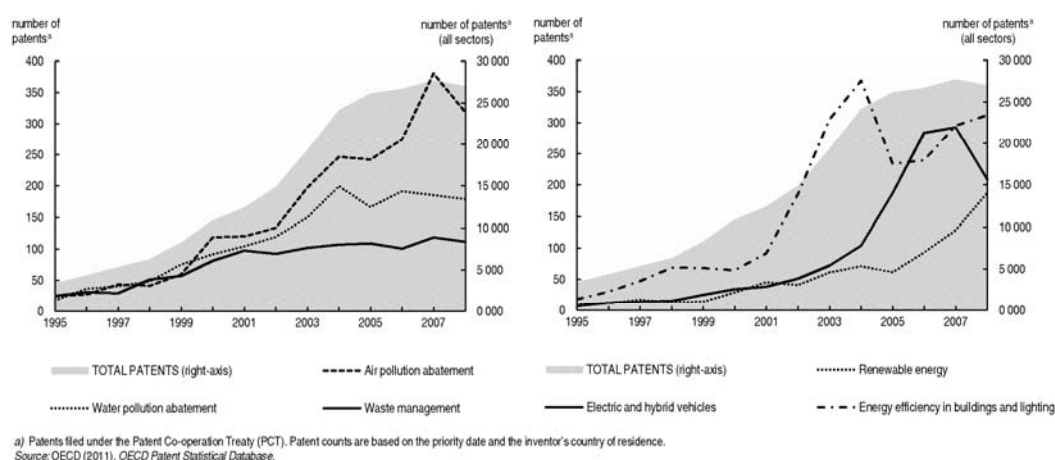 number of
patentsª
number of patentsª
(all sectors)
400
350
300
250
200
150
100
50
0
30 000
25 000
20 000
15 000
10 000
5 000
0 000
1995
1997
1999
2001
2003
2005
2007
TOTAL PATENTS (right-axis)
Air pollution abatement
Water pollution abatement
Waste management
number of
patentsª
number of patentsª
(all sectors)
400
350
300
250
200
150
100
50
0
30 000
25 000
20 000
15 000
10 000
5 000
0 000
1995
1997
1999
2001
2003
2005
2007
TOTAL PATENTS (right-axis)
Renewable energy
Electric and hybrid vehicles
Energy efficiency in buildings and lighting
a) Patents filed under the Patent Co-operation Treaty (PCT). Patent counts are based on the priority date and the inventor's country of residence.
Source: OECD (2011), OECD Patent Statistical Database.